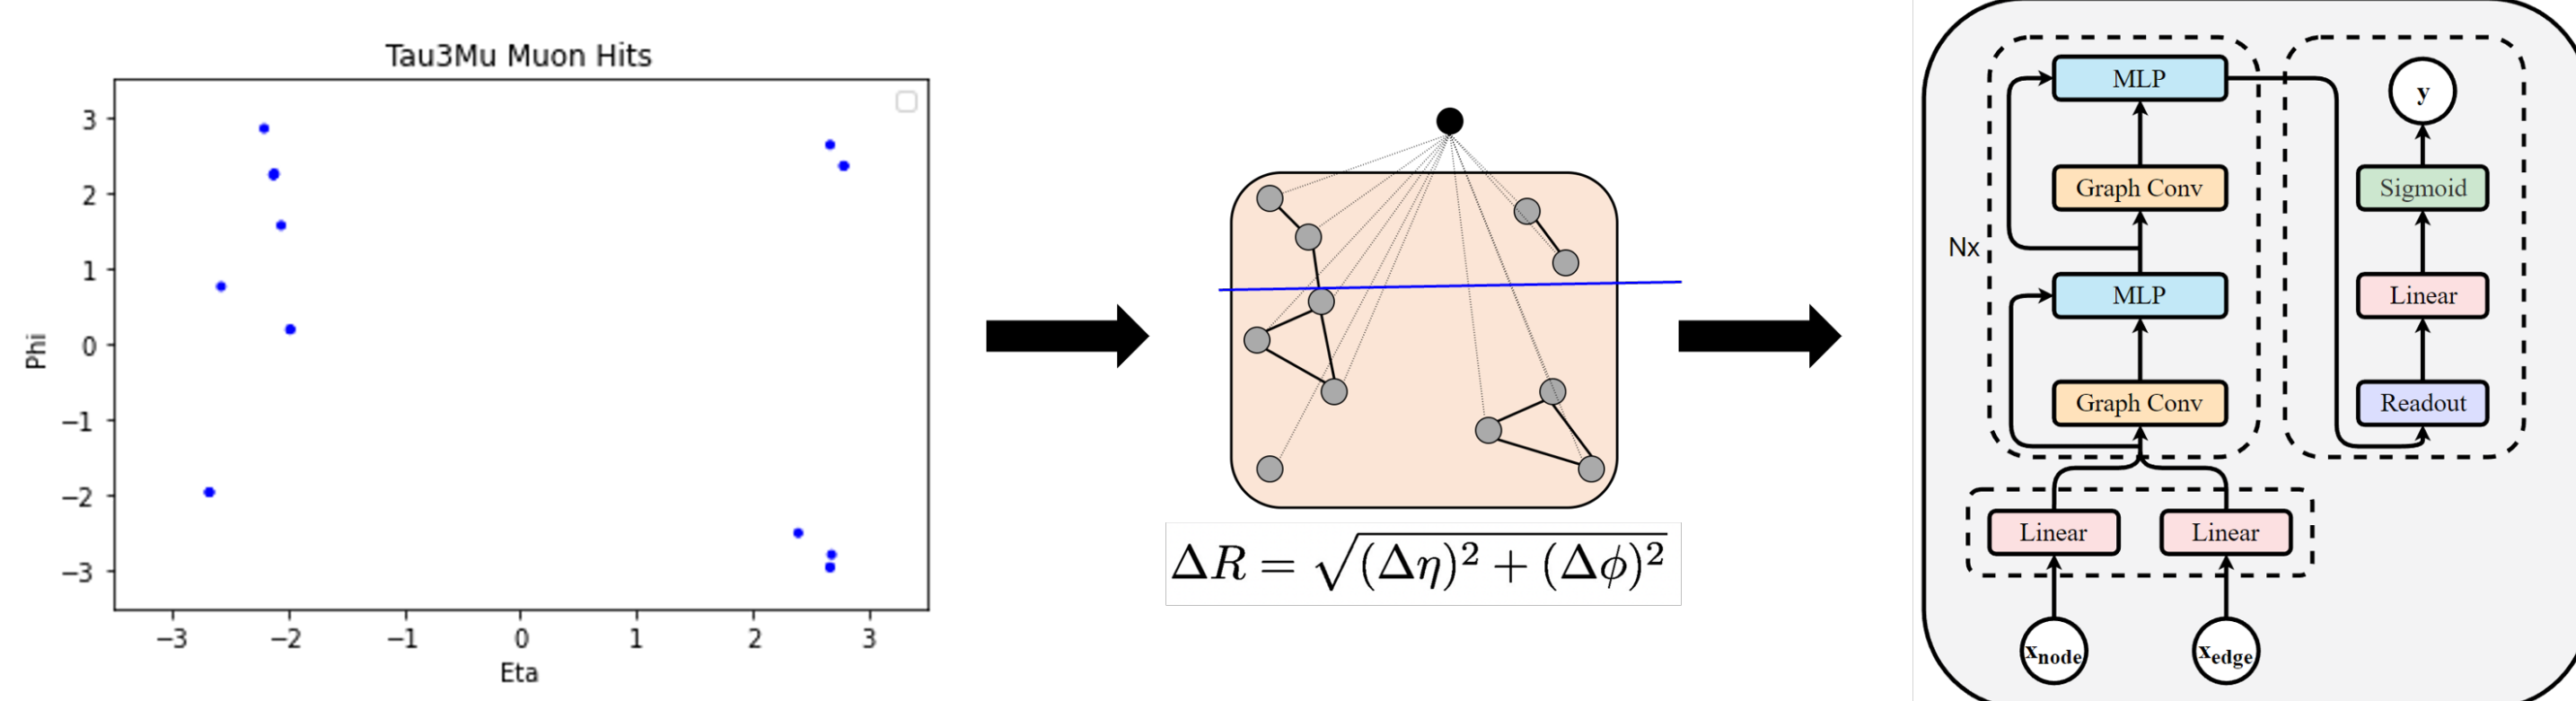 Tau3Mu Muon Hits
3
2
1
0
−1
−2
−3
Phi
−3
−2
−1
0
1
2
3
Eta
ΔR = √(Δη)² + (Δϕ)²
Nx
MLP
Graph Conv
MLP
Graph Conv
Linear
Linear
x_node
x_edge
y
Sigmoid
Linear
Readout